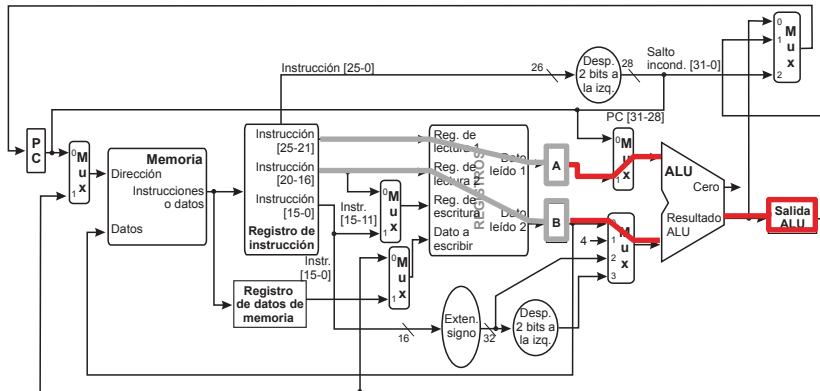 Instrucción [25-0]
26
Desp.
2 bits a
la izq.
28
Salto
incond. [31-0]
0
1
2
M
u
x
PC [31-28]
P
C
0
1
M
u
x
Memoria
Dirección
Instrucciones
o datos
Datos
Instrucción
[25-21]
Instrucción
[20-16]
Instrucción
[15-0]
Registro de
instrucción
Instr.
[15-11]
Instr.
[15-0]
Registro
de datos de
memoria
0
1
M
u
x
0
1
M
u
x
Reg. de
lectura 1
Reg. de
lectura 2
Reg. de
escritura
Dato a
escribir
REGISTROS
Dato
leído 1
Dato
leído 2
A
B
4
0
1
M
u
x
0
1
2
3
M
u
x
ALU
Cero
Resultado
ALU
Salida
ALU
16
Exten.
signo
32
Desp.
2 bits a
la izq.